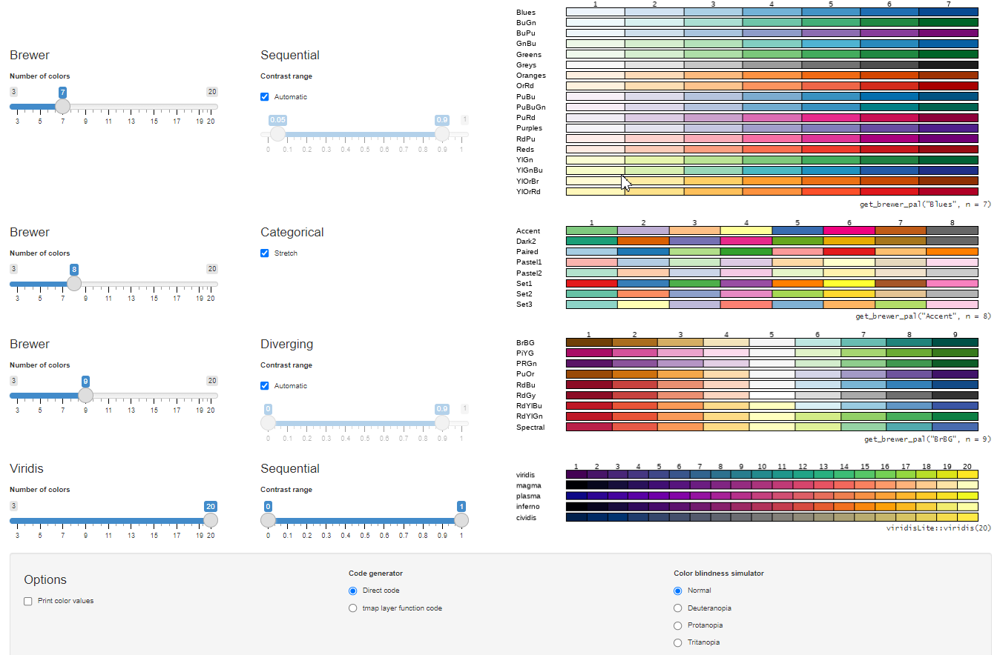 1 2 3 4 5 6 7
Blues
BuGn
BuPu
GnBu
Greens
Greys
Oranges
OrRd
PuBu
PuBuGn
PuRd
Purples
RdPu
Reds
YlGn
YlGnBu
YlOrBr
YlOrRd
get_brewer_pal("Blues", n = 7)
Brewer
Number of colors
3 7 20
3 5 7 9 11 13 15 17 19 20
Sequential
Contrast range
Automatic
0.05 0.9 1
0 0.1 0.2 0.3 0.4 0.5 0.6 0.7 0.8 0.9 1
Brewer
Number of colors
3 8 20
3 5 7 9 11 13 15 17 19 20
Categorical
Stretch
1 2 3 4 5 6 7 8
Accent
Dark2
Paired
Pastel1
Pastel2
Set1
Set2
Set3
get_brewer_pal("Accent", n = 8)
Brewer
Number of colors
3 9 20
3 5 7 9 11 13 15 17 19 20
Diverging
Contrast range
Automatic
0 0.9 1
0 0.1 0.2 0.3 0.4 0.5 0.6 0.7 0.8 0.9 1
1 2 3 4 5 6 7 8 9
BrBG
PiYG
PRGn
PuOr
RdBu
RdGy
RdYlBu
RdYlGn
Spectral
get_brewer_pal("BrBG", n = 9)
Viridis
Number of colors
3 20
3 5 7 9 11 13 15 17 19 20
Sequential
Contrast range
0 1
0 0.1 0.2 0.3 0.4 0.5 0.6 0.7 0.8 0.9 1
1 2 3 4 5 6 7 8 9 10 11 12 13 14 15 16 17 18 19 20
viridis
magma
plasma
inferno
cividis
viridisLite::viridis(20)
Options
Print color values
Code generator
Direct code
tmap layer function code
Color blindness simulator
Normal
Deuteranopia
Protanopia
Tritanopia